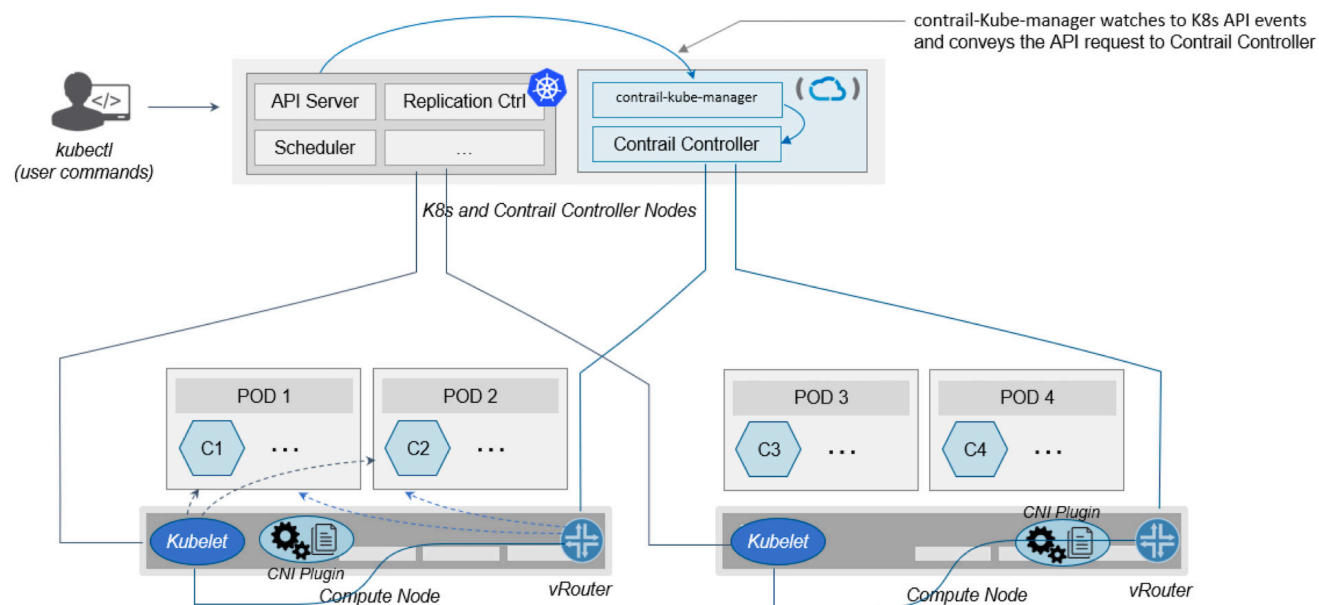 contrail-Kube-manager watches to K8s API events
and conveys the API request to Contrail Controller
</>
kubectl
(user commands)
API Server
Replication Ctrl
Scheduler
...
contrail-kube-manager
Contrail Controller
K8s and Contrail Controller Nodes
POD 1
C1
...
POD 2
C2
...
POD 3
C3
...
POD 4
C4
...
Kubelet
CNI Plugin
vRouter
Compute Node
Kubelet
CNI Plugin
vRouter
Compute Node